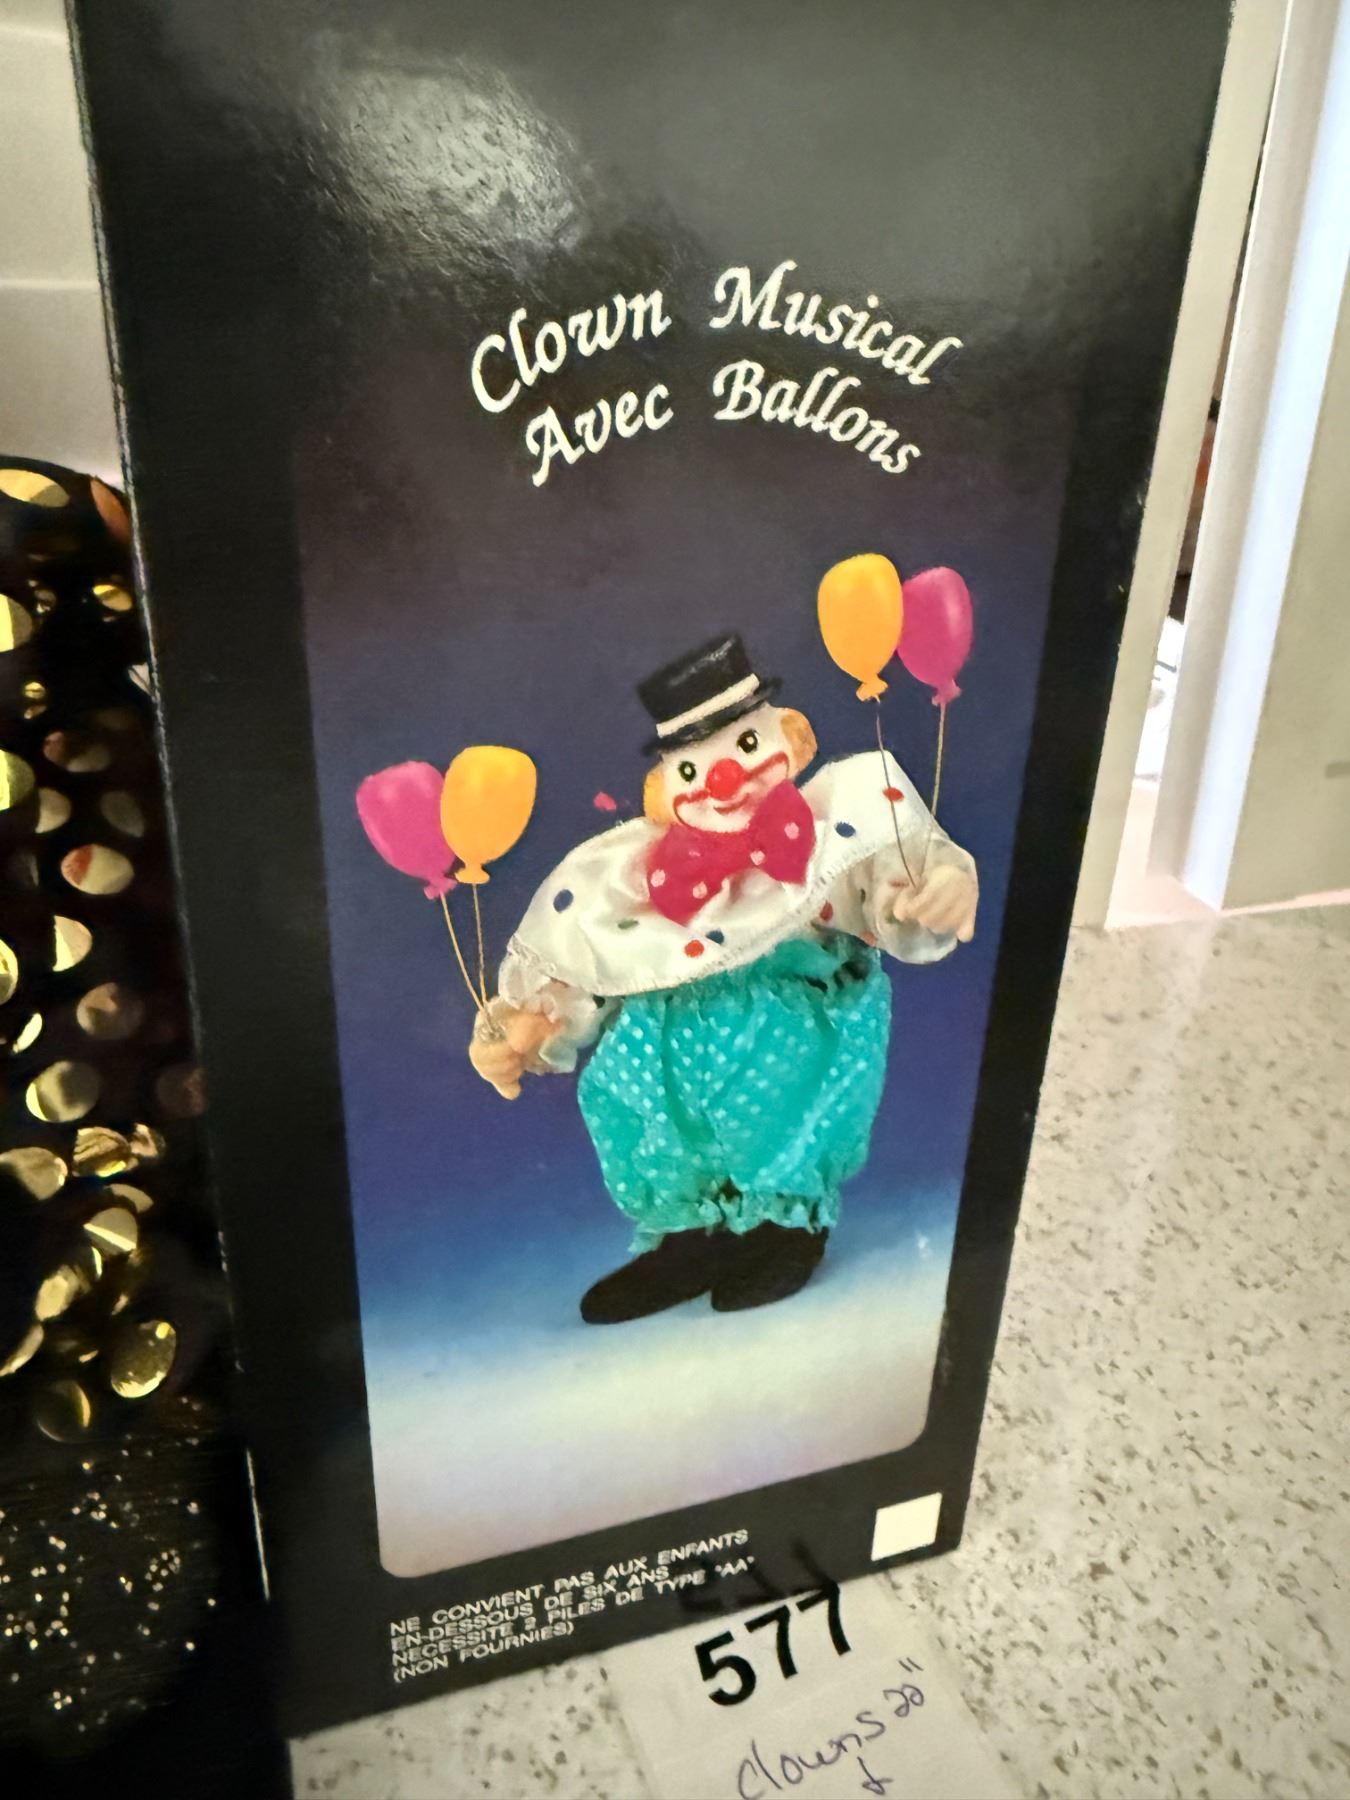 Clown Musical
Avec Ballons
NE CONVIENT PAS AUX ENFANTS
EN-DESSOUS DE SIX ANS
NECESSITE 2 PILES DE TYPE "AA"
(NON FOURNIES)
577
Clowns